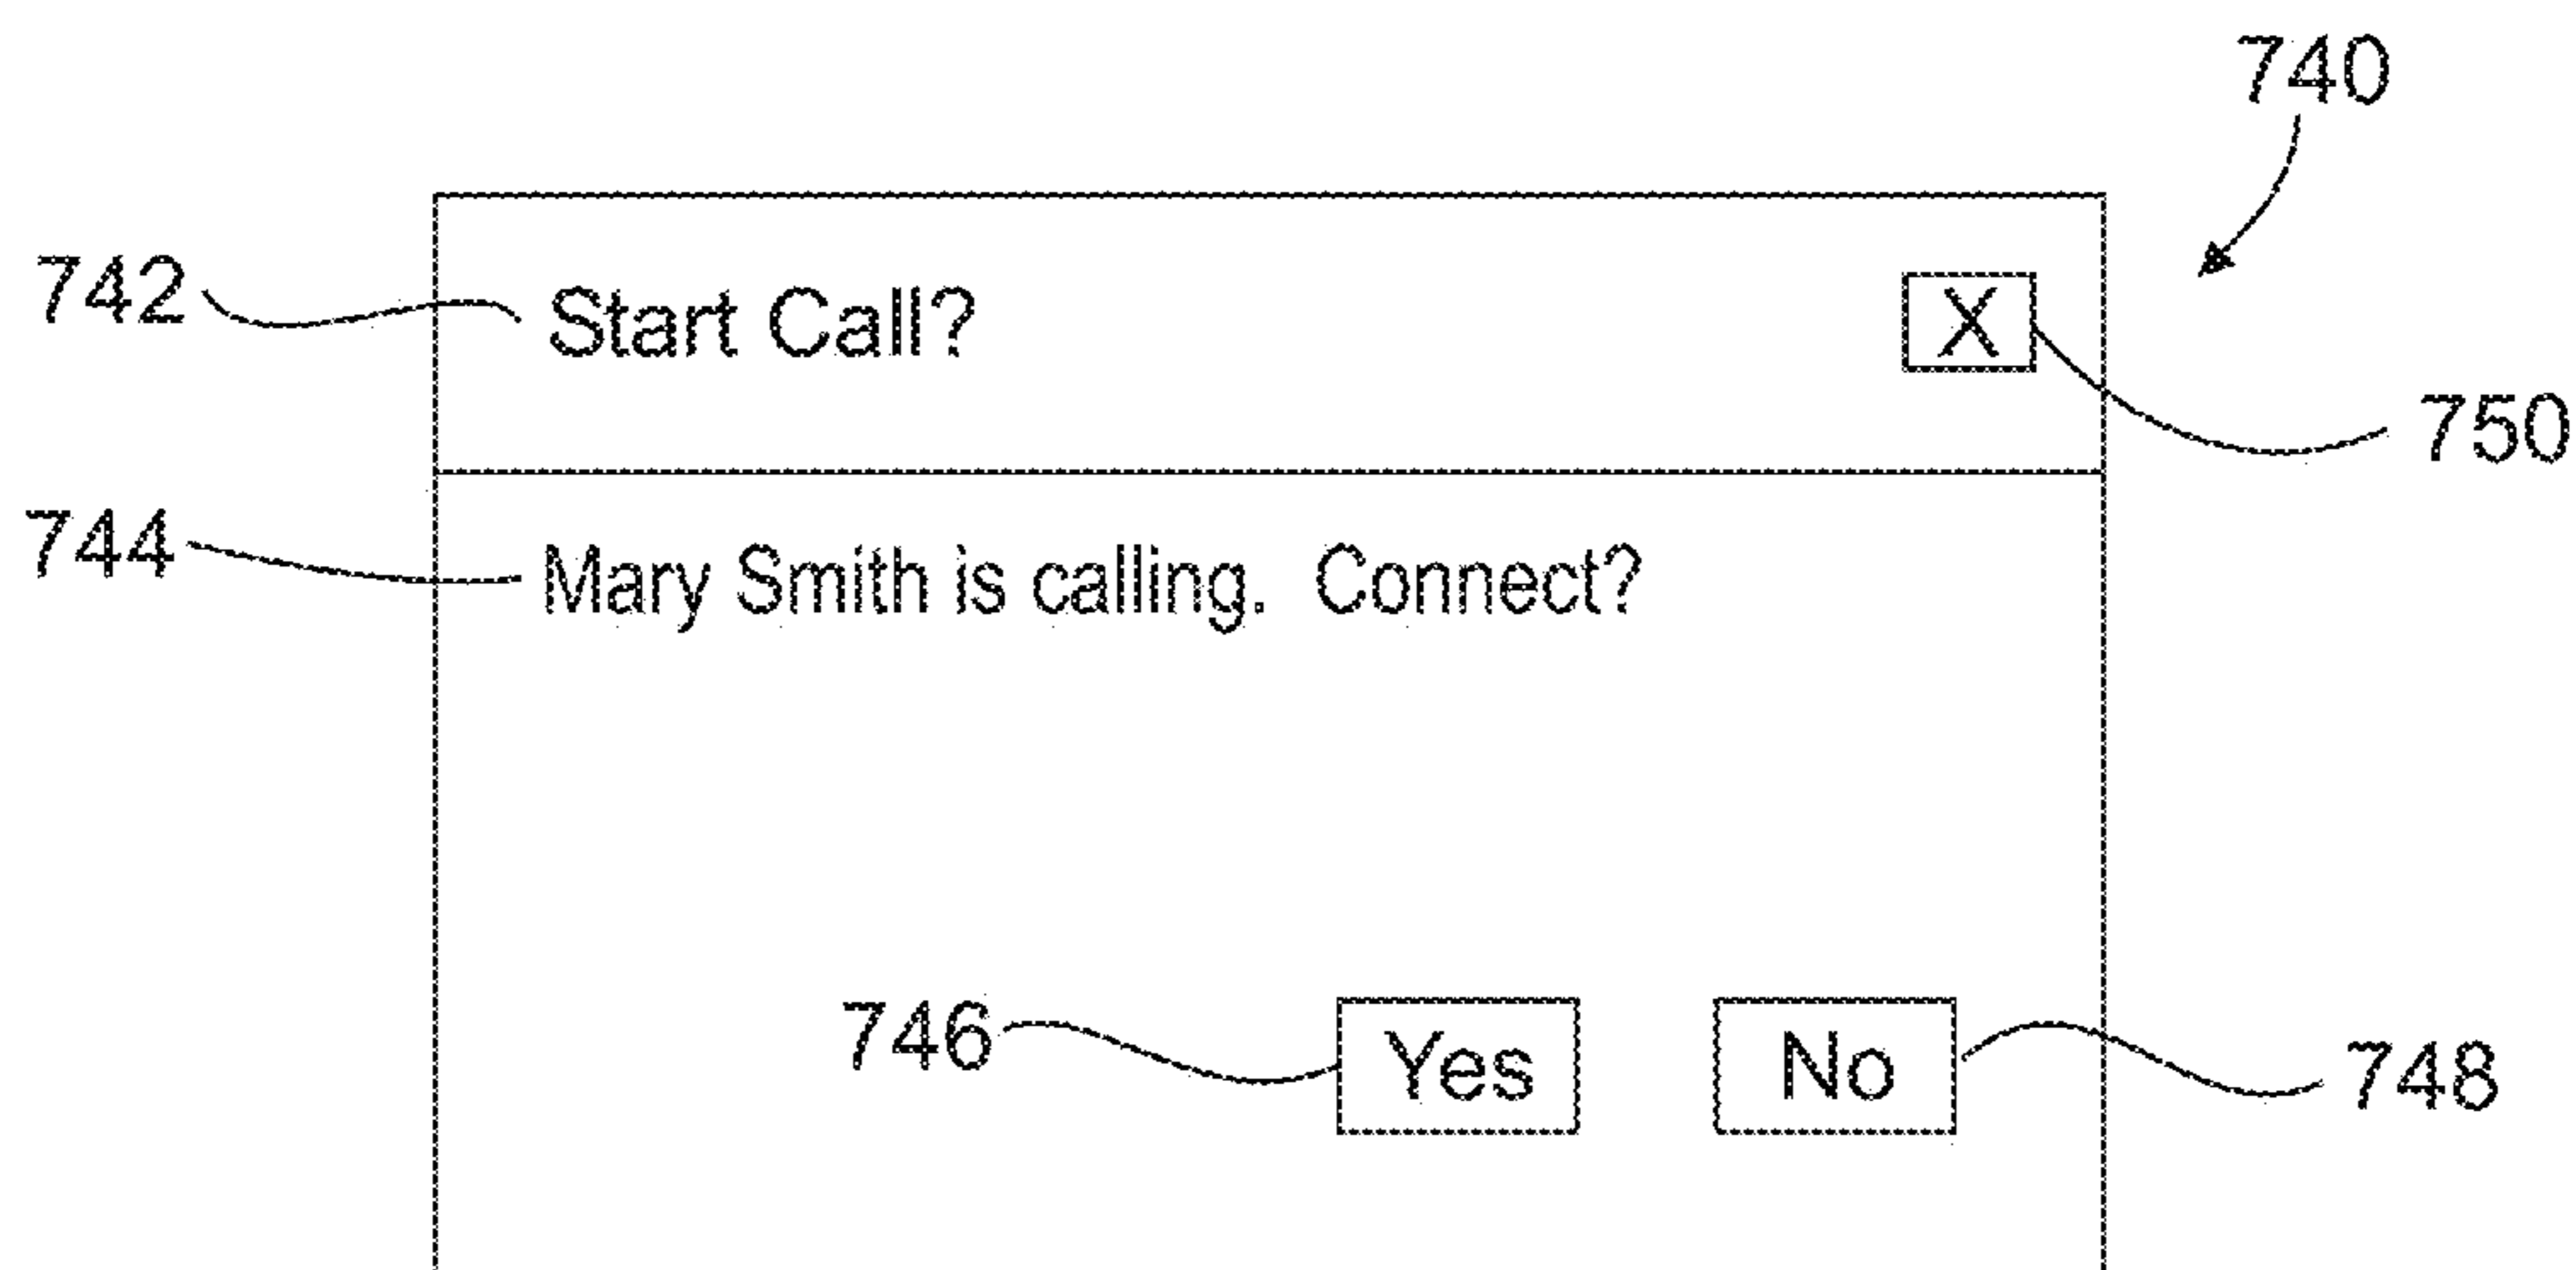 740
742 Start Call? X
750
744 Mary Smith is calling. Connect?
746 Yes No 748